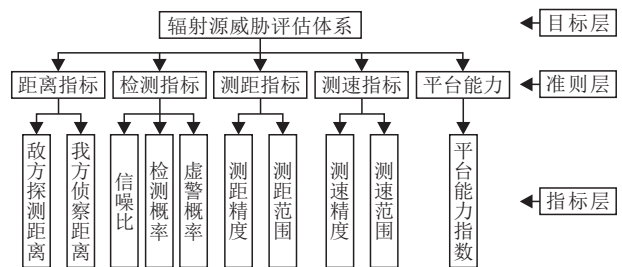 辐射源威胁评估体系
目标层
距离指标
检测指标
测距指标
测速指标
平台能力
准则层
敌方探测距离
我方侦察距离
信噪比
检测概率
虚警概率
测距精度
测距范围
测速精度
测速范围
平台能力指数
指标层